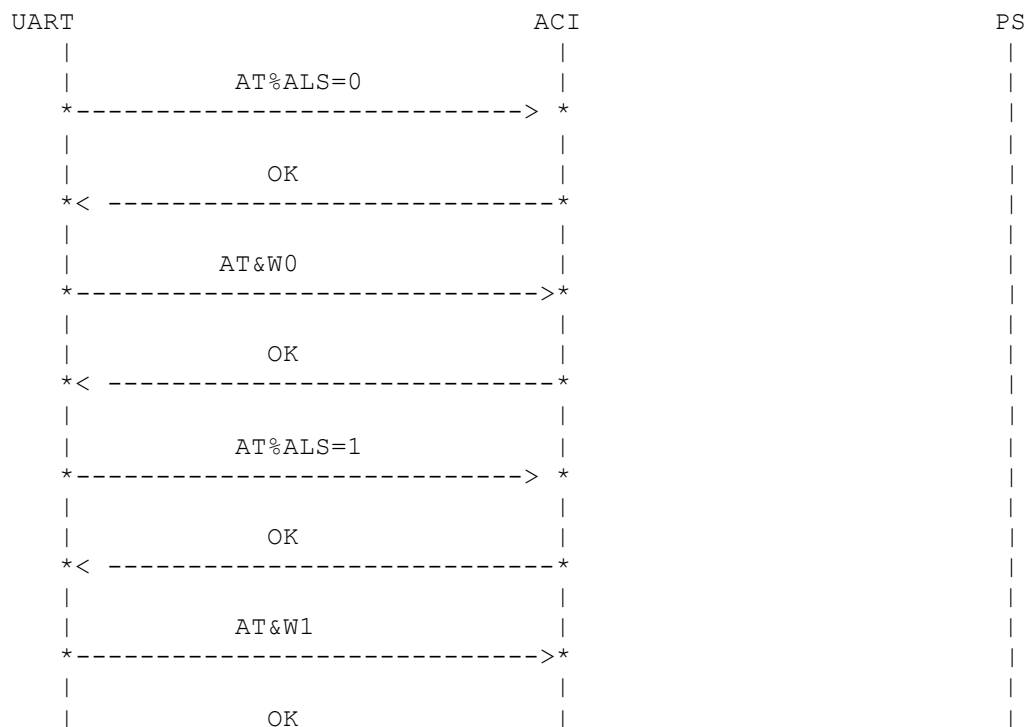 UART ACI PS
| | |
| AT%ALS=0 | |
*----------------------------> * |
| | |
| OK | |
*< ----------------------------* |
| | |
| AT&W0 | |
*----------------------------->* |
| | |
| OK | |
*< ----------------------------* |
| | |
| AT%ALS=1 | |
*----------------------------> * |
| | |
| OK | |
*< ----------------------------* |
| | |
| AT&W1 | |
*----------------------------->* |
| | |
| OK | |